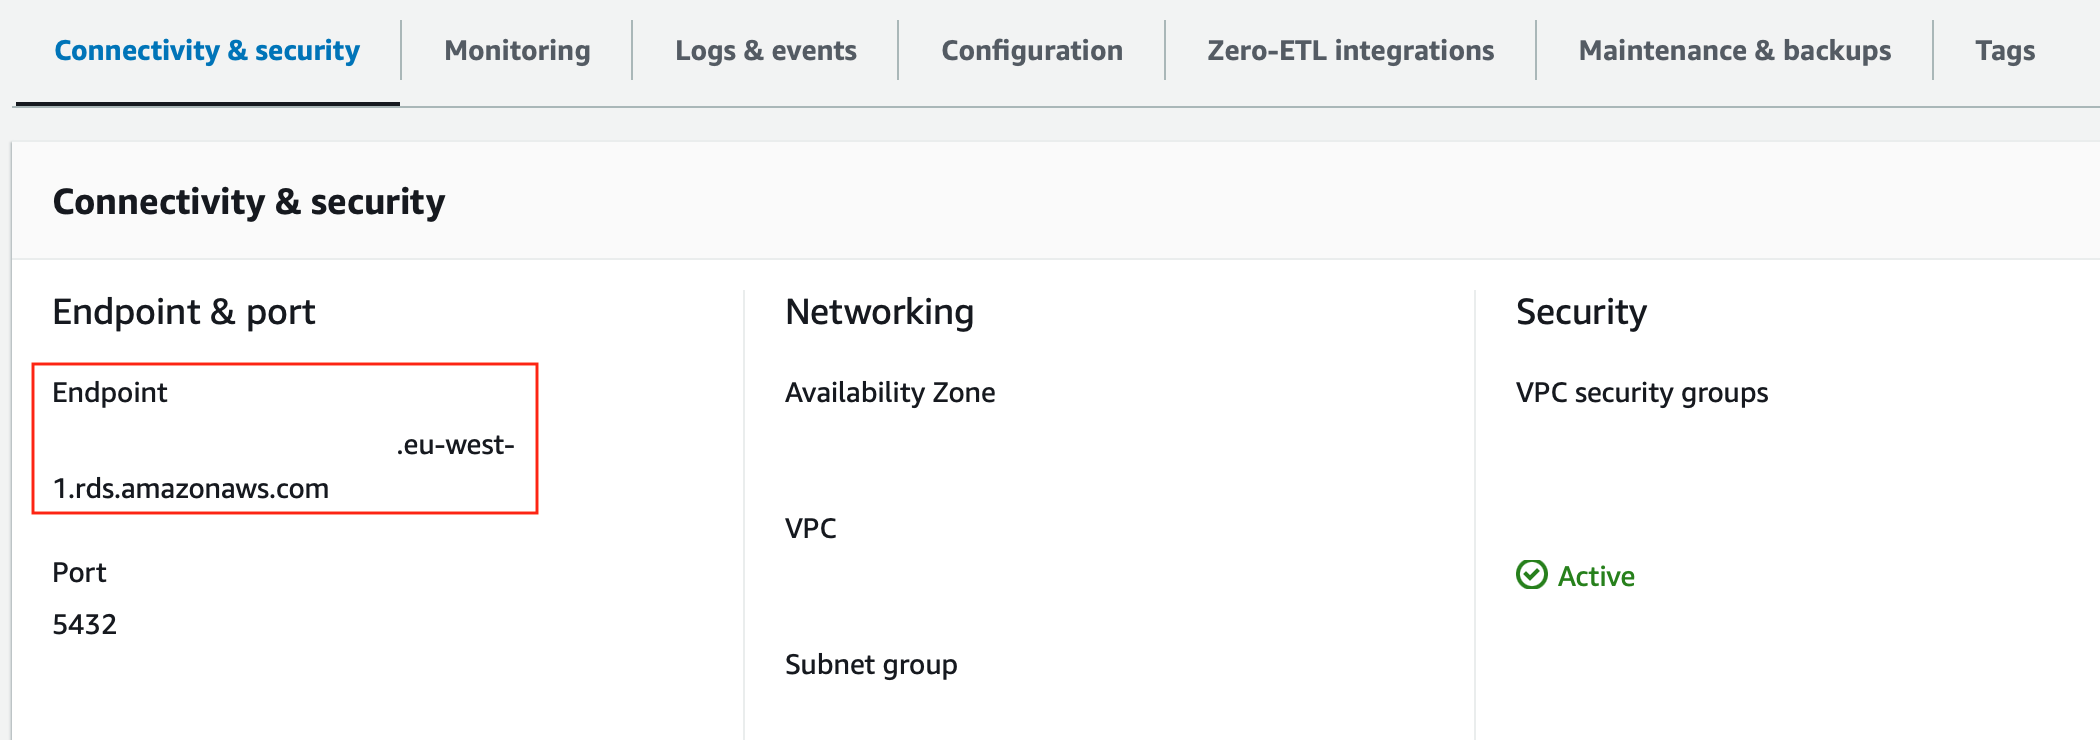 Connectivity & security
Monitoring
Logs & events
Configuration
Zero-ETL integrations
Maintenance & backups
Tags
Connectivity & security
Endpoint & port
Endpoint
.eu-west-
1.rds.amazonaws.com
Port
5432
Networking
Availability Zone
VPC
Subnet group
Security
VPC security groups
Active